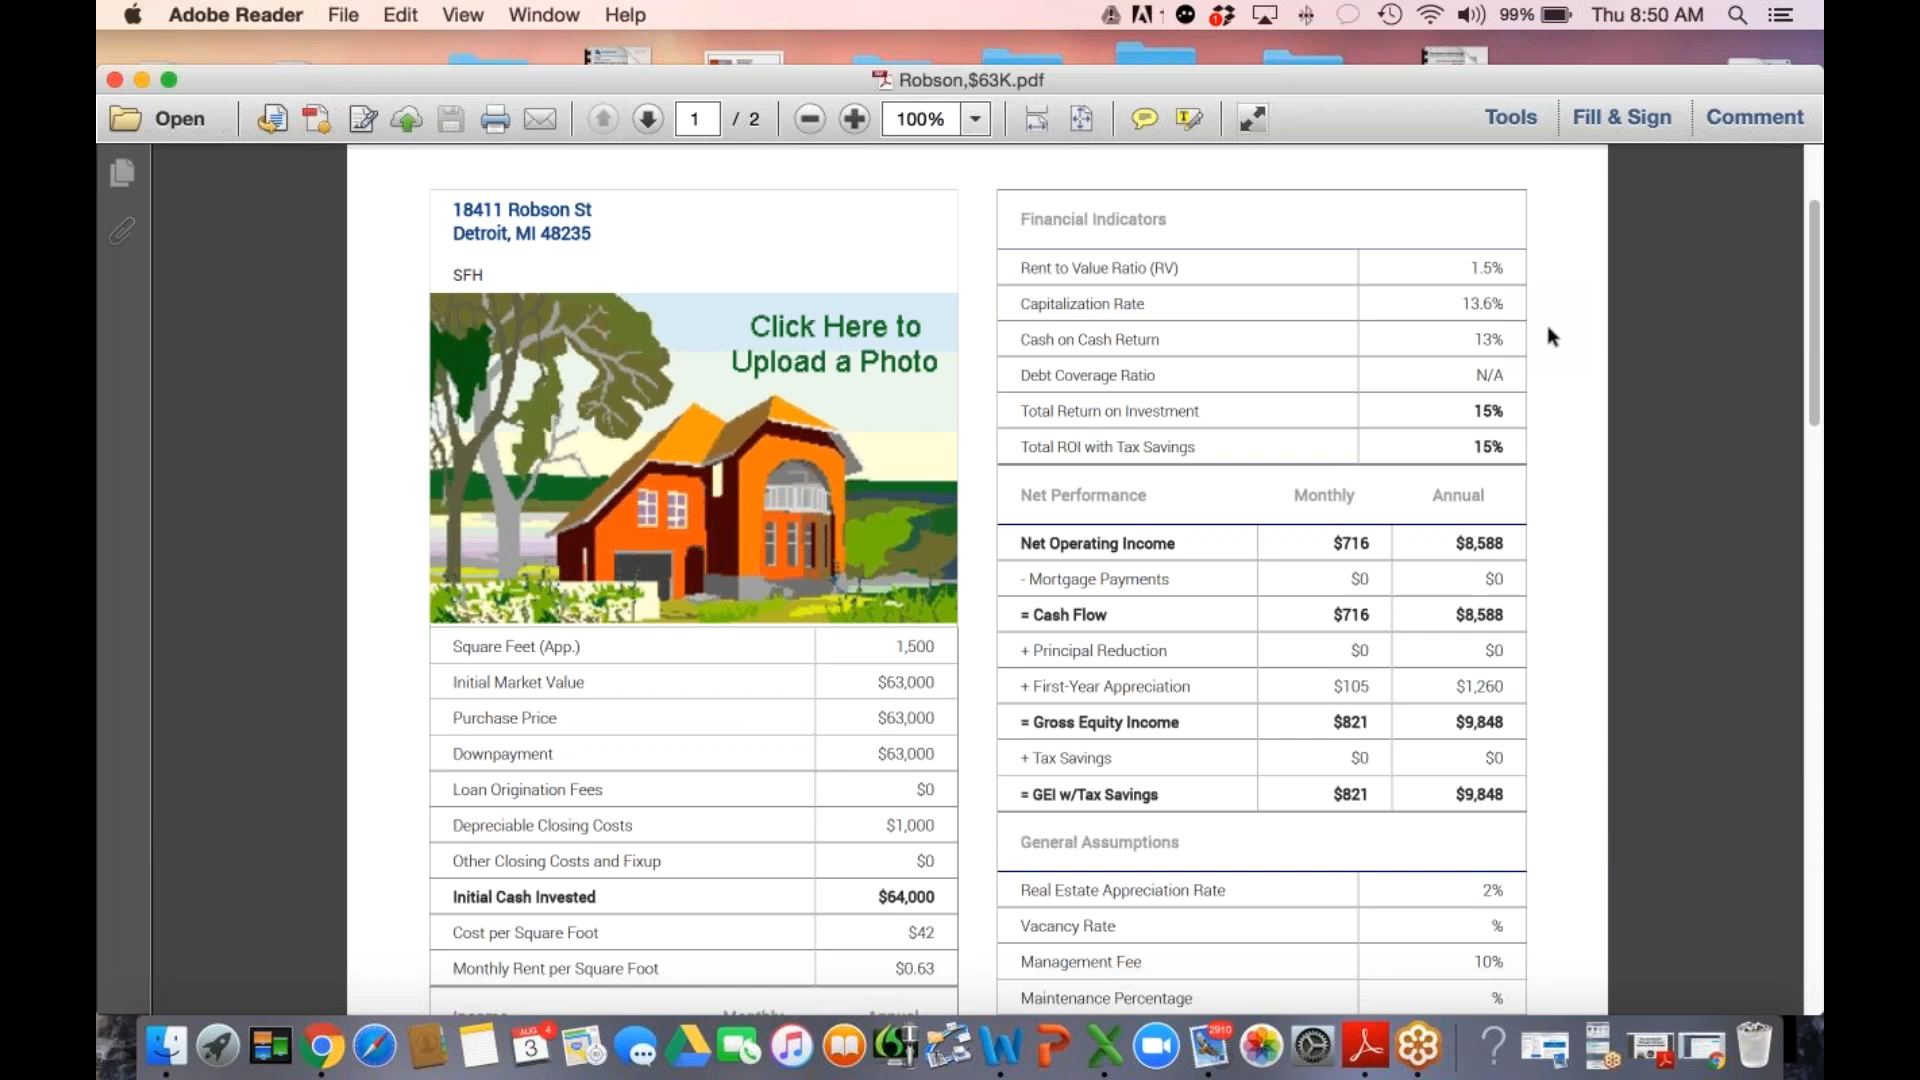 Adobe Reader File Edit View Window Help
1 99% Thu 8:50 AM
Robson,$63K.pdf
Open 1 / 2 100% Tools Fill & Sign Comment
18411 Robson St
Detroit, MI 48235
SFH
Click Here to
Upload a Photo
Square Feet (App.) 1,500
Initial Market Value $63,000
Purchase Price $63,000
Downpayment $63,000
Loan Origination Fees $0
Depreciable Closing Costs $1,000
Other Closing Costs and Fixup $0
Initial Cash Invested $64,000
Cost per Square Foot $42
Monthly Rent per Square Foot $0.63
Income Monthly Annual
Financial Indicators
Rent to Value Ratio (RV) 1.5%
Capitalization Rate 13.6%
Cash on Cash Return 13%
Debt Coverage Ratio N/A
Total Return on Investment 15%
Total ROI with Tax Savings 15%
Net Performance Monthly Annual
Net Operating Income $716 $8,588
- Mortgage Payments $0 $0
= Cash Flow $716 $8,588
+ Principal Reduction $0 $0
+ First-Year Appreciation $105 $1,260
= Gross Equity Income $821 $9,848
+ Tax Savings $0 $0
= GEI w/Tax Savings $821 $9,848
General Assumptions
Real Estate Appreciation Rate 2%
Vacancy Rate %
Management Fee 10%
Maintenance Percentage %
AUG 4
3
2910